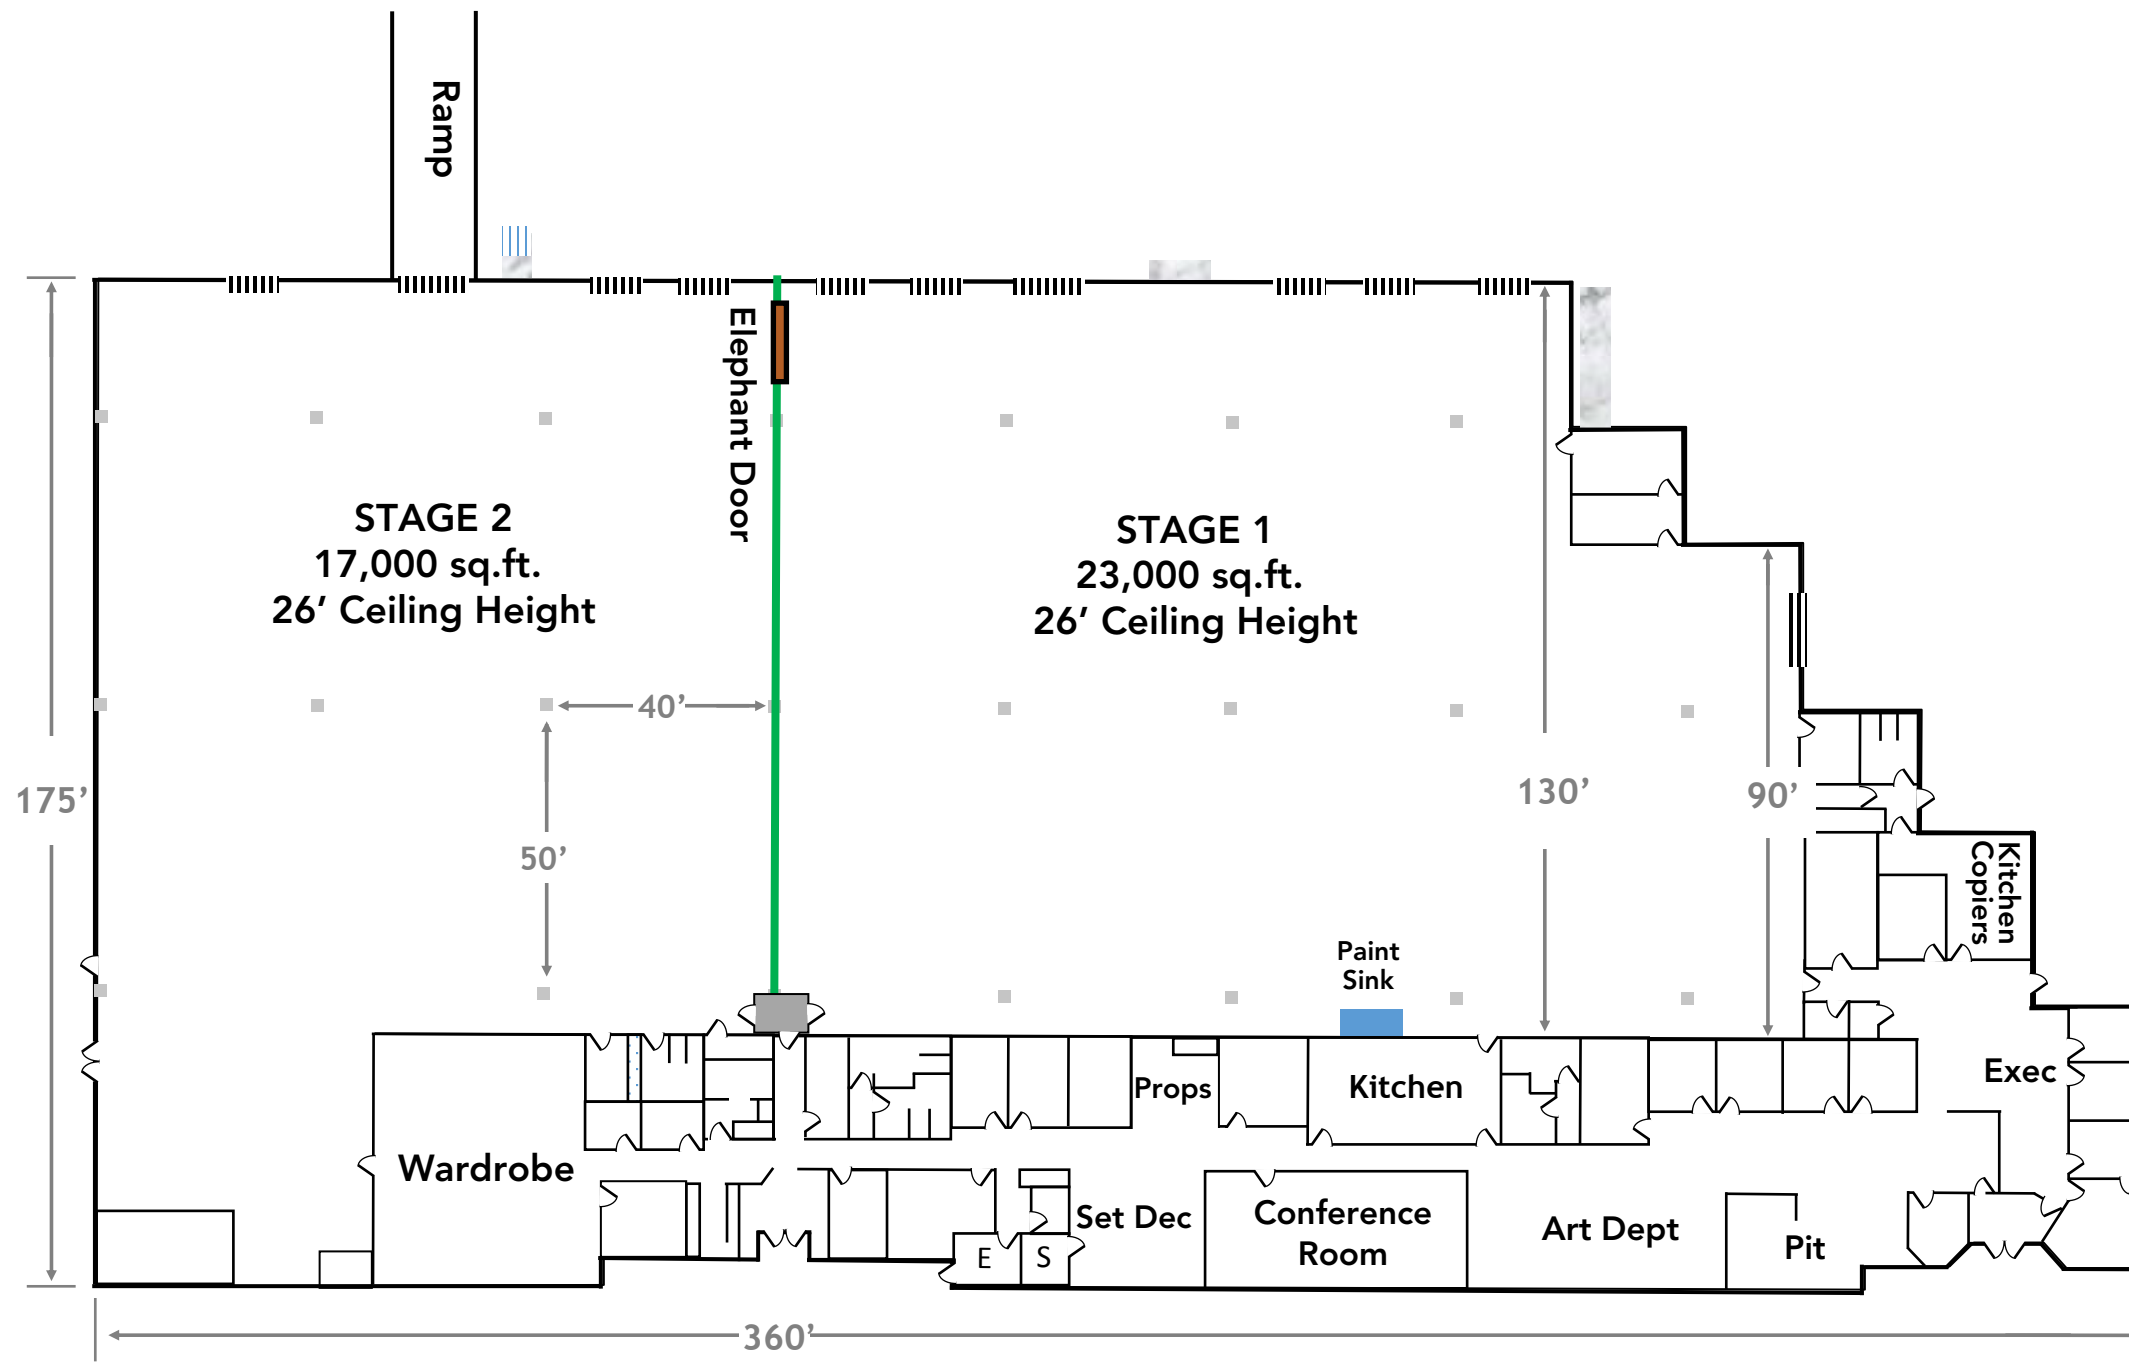 Ramp
Elephant Door
STAGE 2
17,000 sq.ft.
26’ Ceiling Height
STAGE 1
23,000 sq.ft.
26’ Ceiling Height
40’
50’
175’
130’
90’
Kitchen
Copiers
Paint
Sink
Exec
Props
Kitchen
Wardrobe
Set Dec
Conference
Room
Art Dept
Pit
E
S
360’